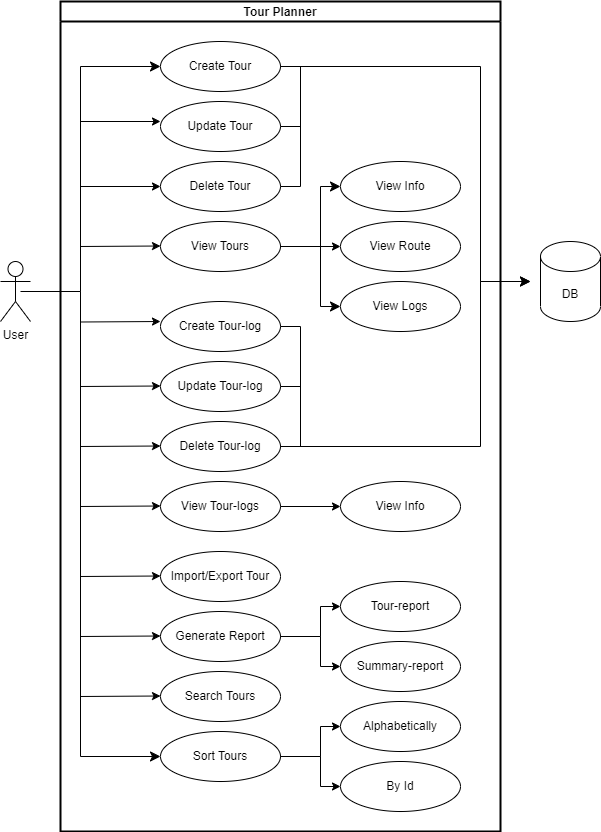 Tour Planner
Create Tour
Update Tour
Delete Tour
View Info
View Tours
View Route
DB
View Logs
User
Create Tour-log
Update Tour-log
Delete Tour-log
View Tour-logs
View Info
Import/Export Tour
Tour-report
Generate Report
Summary-report
Search Tours
Alphabetically
Sort Tours
By Id